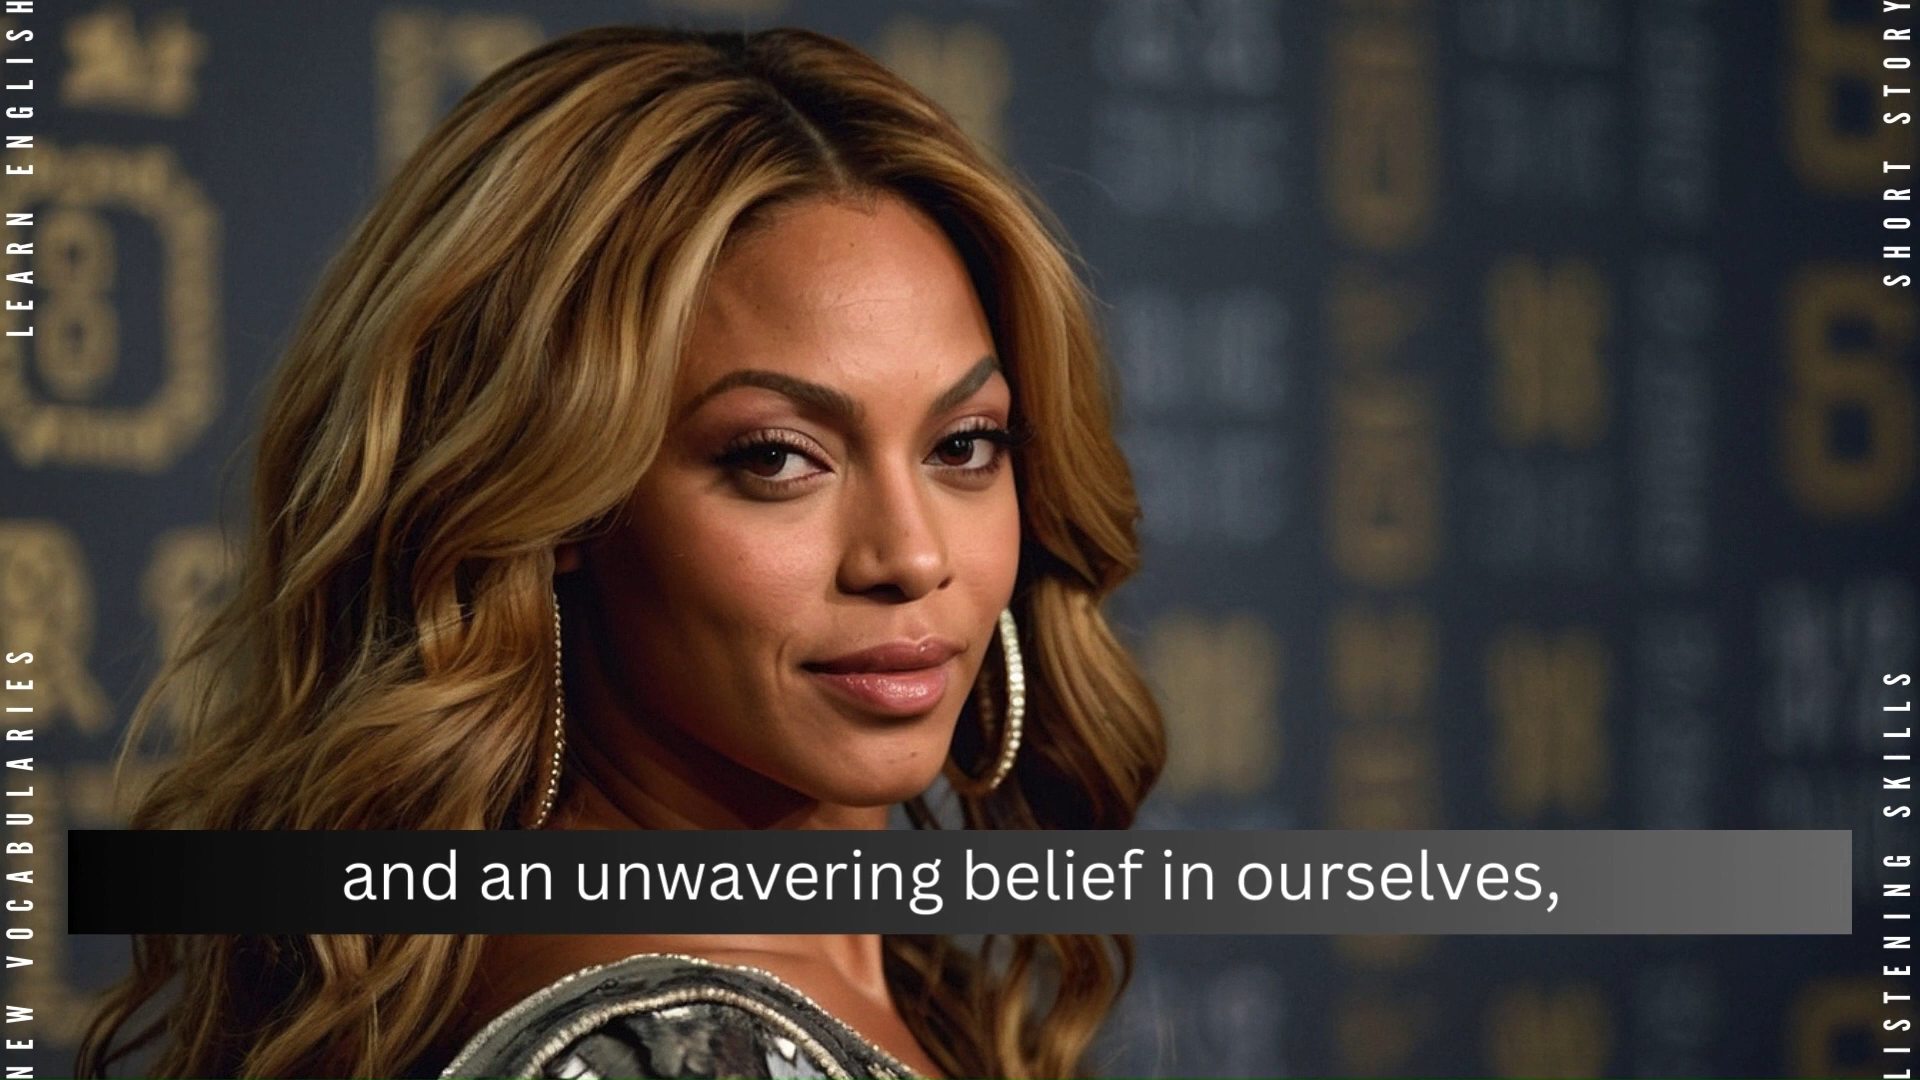 LEARN ENGLISH
SHORT STORY
and an unwavering belief in ourselves,
NEW VOCABULARIES
LISTENING SKILLS